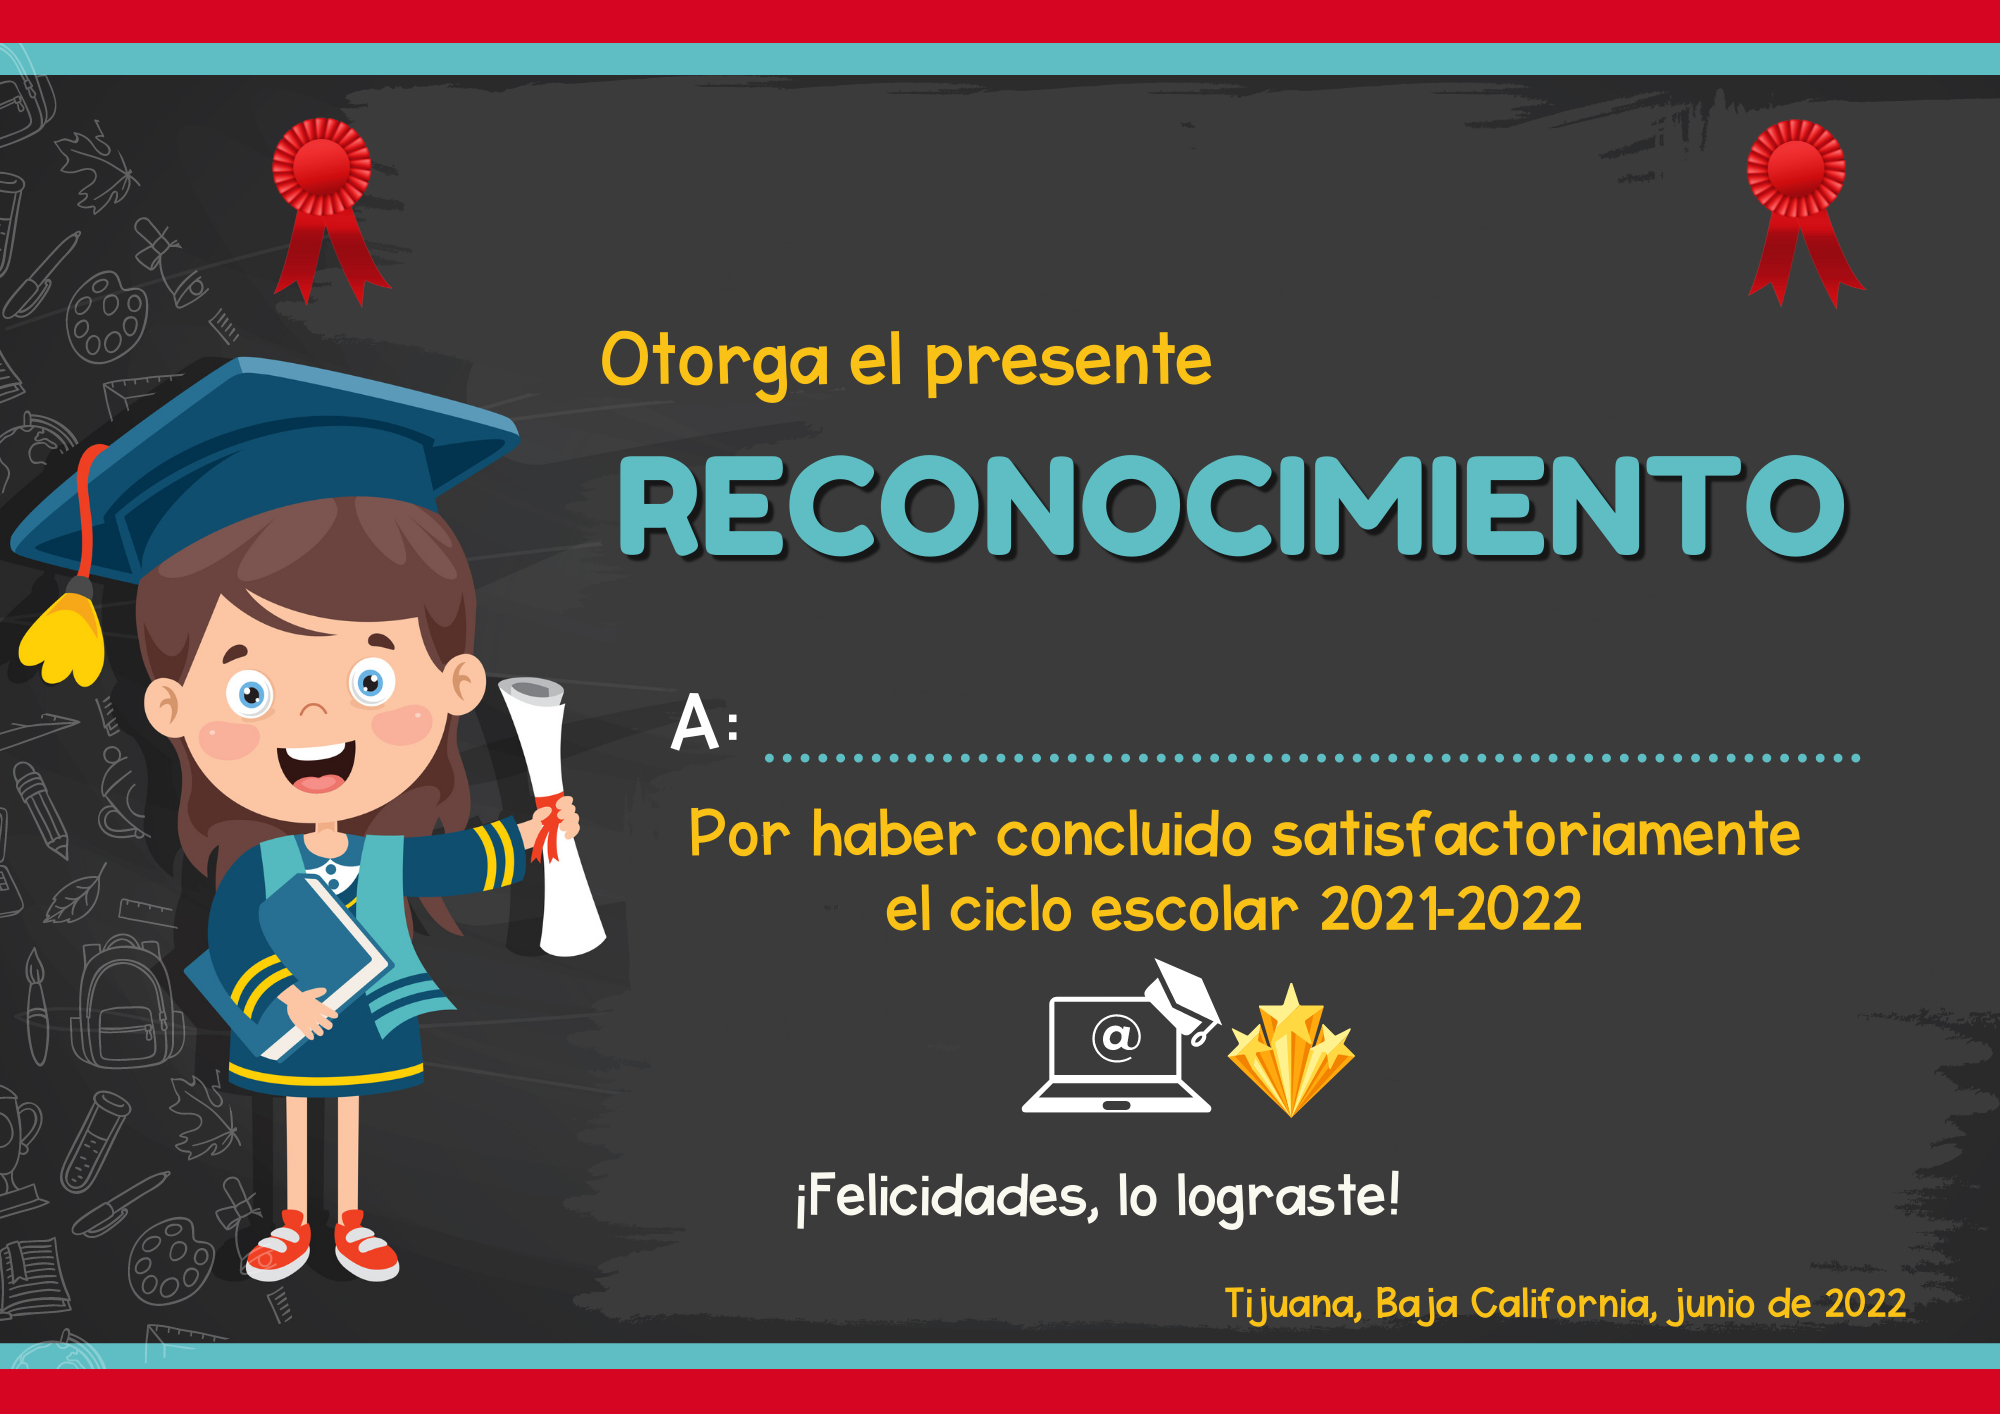 Otorga el presente
RECONOCIMIENTO
A:
Por haber concluido satisfactoriamente
el ciclo escolar 2021-2022
@
¡Felicidades, lo lograste!
Tijuana, Baja California, junio de 2022